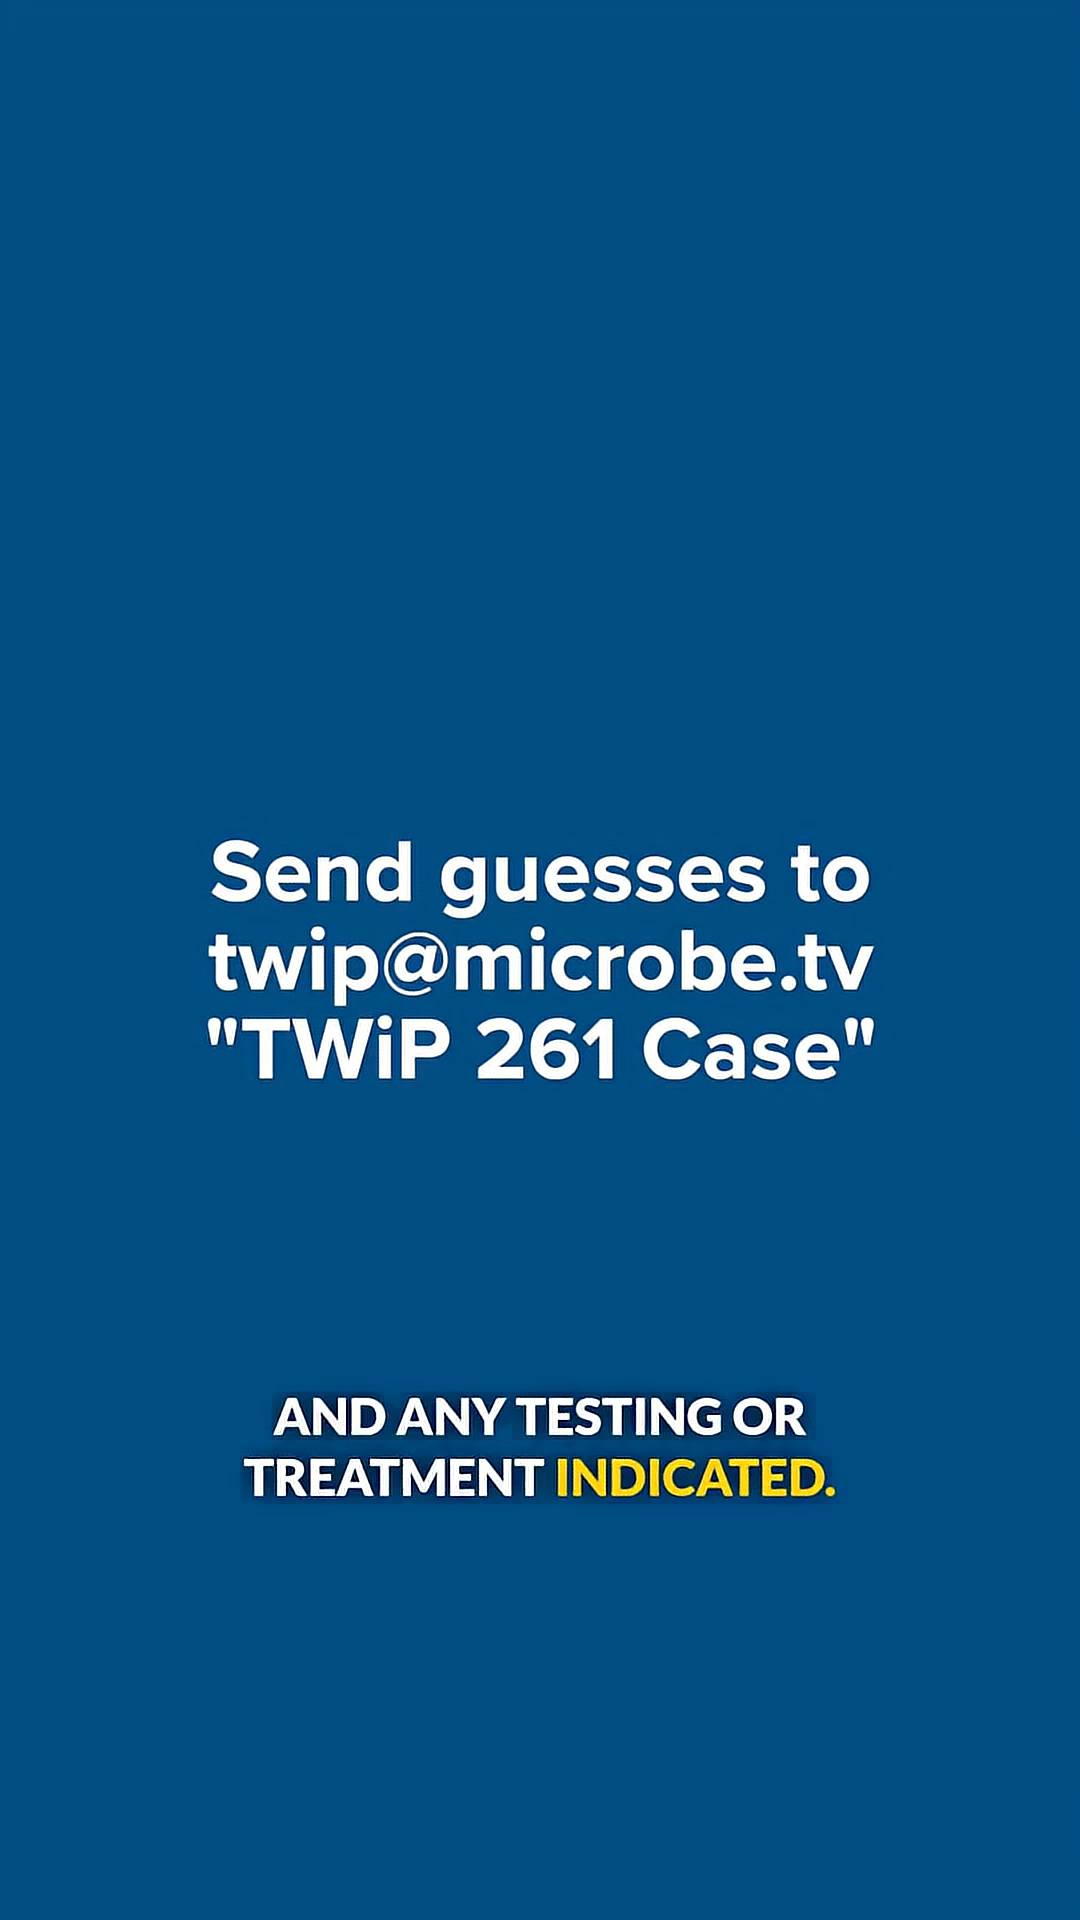 Send guesses to
twip@microbe.tv
"TWiP 261 Case"
AND ANY TESTING OR
TREATMENT INDICATED.